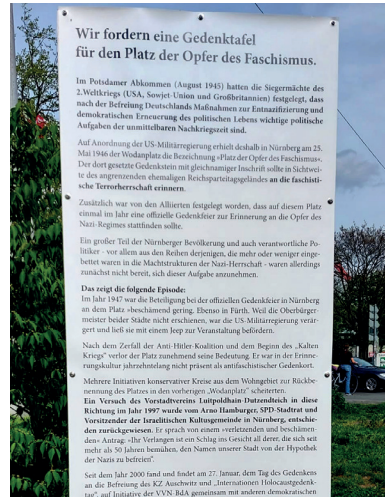 Wir fordern eine Gedenktafel
für den Platz der Opfer des Faschismus.
Im Potsdamer Abkommen (August 1945) hatten die Siegermächte des
2.Weltkriegs (USA, Sowjet-Union und Großbritannien) festgelegt, dass
nach der Befreiung Deutschlands Maßnahmen zur Entnazifizierung und
demokratischen Erneuerung des politischen Lebens wichtige politische
Aufgaben der unmittelbaren Nachkriegszeit sind.
Auf Anordnung der US-Militärregierung erhielt deshalb in Nürnberg am 25.
Mai 1946 der Wodanplatz die Bezeichnung »Platz der Opfer des Faschismus«.
Der dort gesetzte Gedenkstein mit gleichnamiger Inschrift sollte in Sichtwei-
te des angrenzenden ehemaligen Reichsparteitagsgeländes an die faschisti-
sche Terrorherrschaft erinnern.
Zusätzlich war von den Alliierten festgelegt worden, dass auf diesem Platz
einmal im Jahr eine offizielle Gedenkfeier zur Erinnerung an die Opfer des
Nazi-Regimes stattfinden sollte.
Ein großer Teil der Nürnberger Bevölkerung und auch verantwortliche Po-
litiker - vor allem aus den Reihen derjenigen, die mehr oder weniger einge-
bettet waren in die Machtstrukturen der Nazi-Herrschaft - waren allerdings
zunächst nicht bereit, sich dieser Aufgabe anzunehmen.
Das zeigt die folgende Episode:
Im Jahr 1947 war die Beteiligung bei der offiziellen Gedenkfeier in Nürnberg
an dem Platz »beschämend gering. Ebenso in Fürth. Weil die Oberbürger-
meister beider Städte nicht erschienen, war die US-Militärregierung verär-
gert und ließ sie mit einem Jeep zur Veranstaltung befördern.
Nach dem Zerfall der Anti-Hitler-Koalition und dem Beginn des „Kalten
Kriegs" verlor der Platz zunehmend seine Bedeutung. Er war in der Erinne-
rungskultur jahrzehntelang nicht präsent als antifaschistischer Gedenkort.
Mehrere Initiativen konservativer Kreise aus dem Wohngebiet zur Rückbe-
nennung des Platzes in den vorherigen „Wodanplatz" scheiterten.
Ein Versuch des Vorstadtvereins Luitpoldhain-Dutzendteich in diese
Richtung im Jahr 1997 wurde vom Arno Hamburger, SPD-Stadtrat und
Vorsitzender der Israelitischen Kultusgemeinde in Nürnberg, entschie-
den zurückgewiesen. Er sprach von einem »verletzenden und beschämen-
den« Antrag: »Ihr Verlangen ist ein Schlag ins Gesicht all derer, die sich seit
mehr als 50 Jahren bemühen, den Namen unserer Stadt von der Hypothek
der Nazis zu befreien".
Seit dem Jahr 2000 fand und findet am 27. Januar, dem Tag des Gedenkens
an die Befreiung des KZ Auschwitz und „Internationen Holocaustgedenk-
tag", auf Initiative der VVN-BdA gemeinsam mit anderen demokratischen